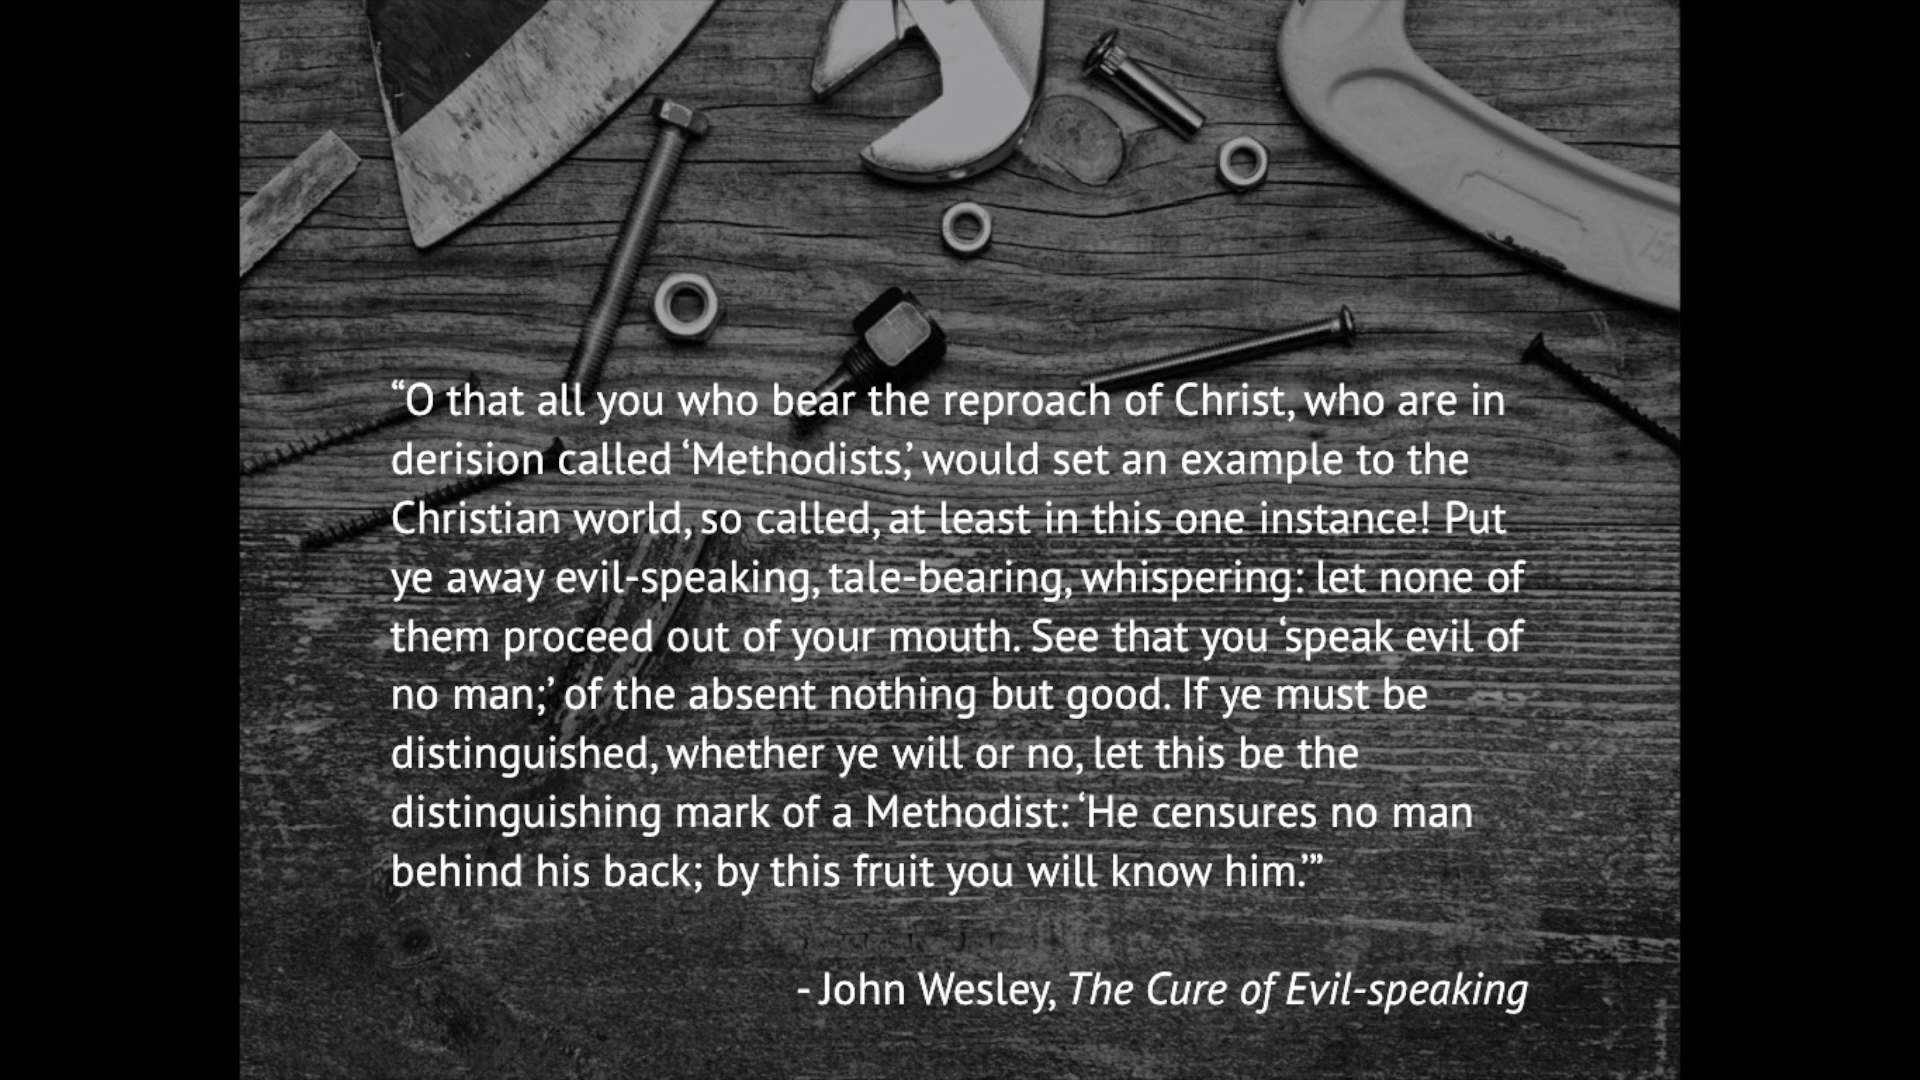 “O that all you who bear the reproach of Christ, who are in
derision called ‘Methodists,’ would set an example to the
Christian world, so called, at least in this one instance! Put
ye away evil-speaking, tale-bearing, whispering: let none of
them proceed out of your mouth. See that you ‘speak evil of
no man;’ of the absent nothing but good. If ye must be
distinguished, whether ye will or no, let this be the
distinguishing mark of a Methodist: ‘He censures no man
behind his back; by this fruit you will know him.’”
- John Wesley, The Cure of Evil-speaking